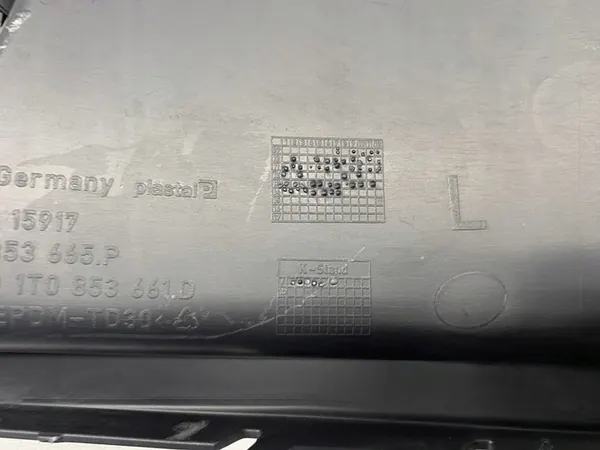 Germany plastal
15917
853 665.P
1T0 853 661.D
EPDM-TD30
L
K-Stand